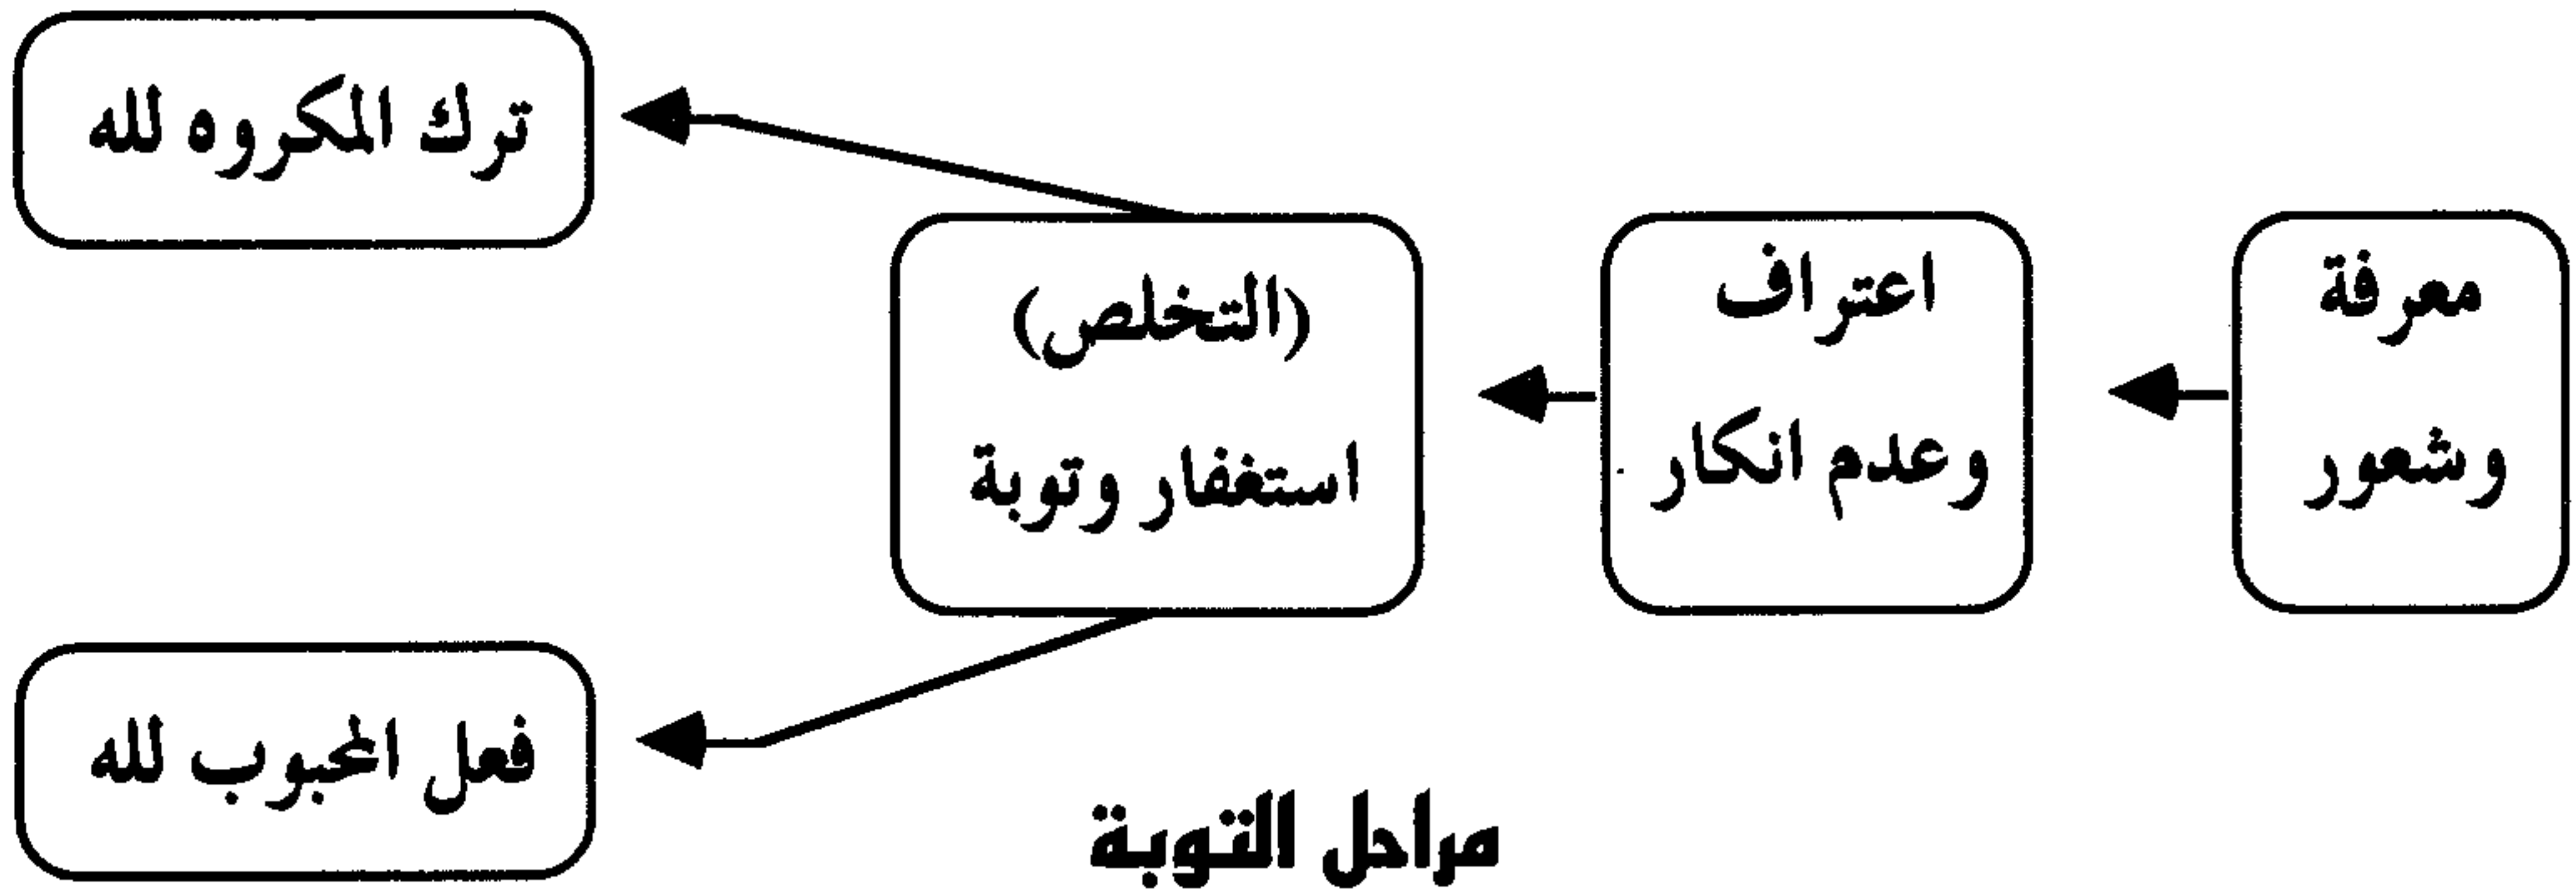 معرفة
وشعور
اعتراف
وعدم انكار
(التخلص)
استغفار وتوبة
ترك المكروه لله
فعل المحبوب لله
مراحل التوبة